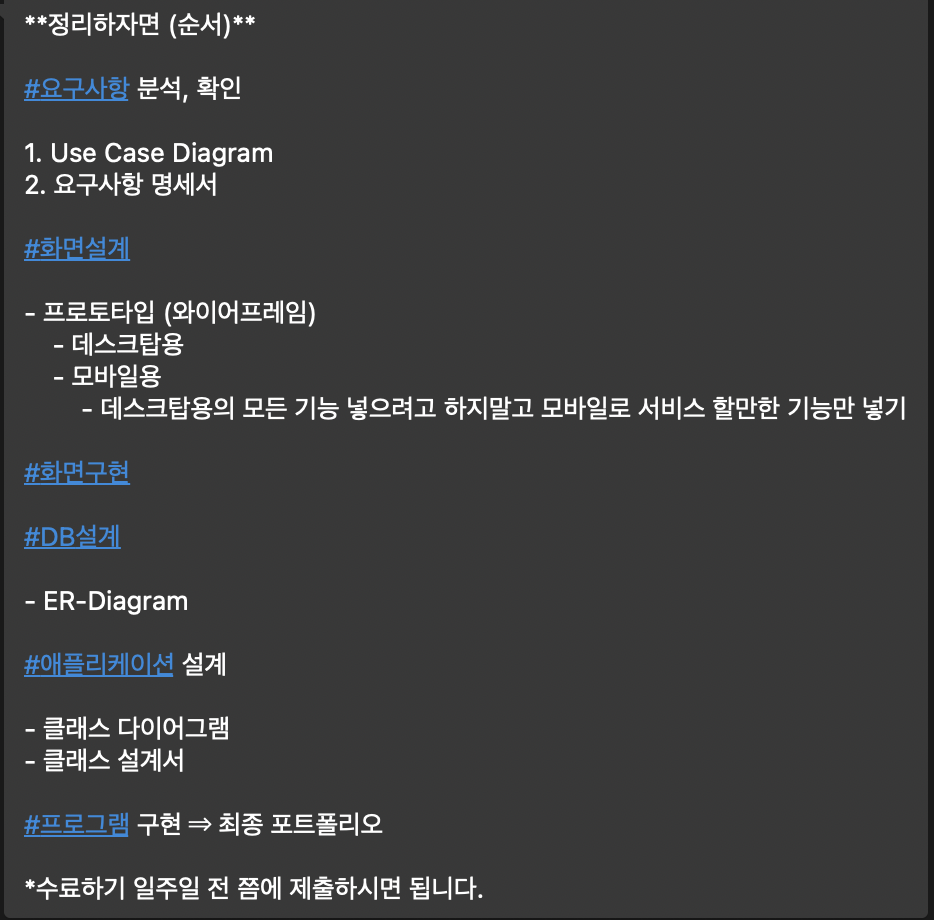 **정리하자면 (순서)**
#요구사항 분석, 확인
1. Use Case Diagram
2. 요구사항 명세서
#화면설계
- 프로토타입 (와이어프레임)
- 데스크탑용
- 모바일용
- 데스크탑용의 모든 기능 넣으려고 하지말고 모바일로 서비스 할만한 기능만 넣기
#화면구현
#DB설계
- ER-Diagram
#애플리케이션 설계
- 클래스 다이어그램
- 클래스 설계서
#프로그램 구현 ⇒ 최종 포트폴리오
*수료하기 일주일 전 쯤에 제출하시면 됩니다.